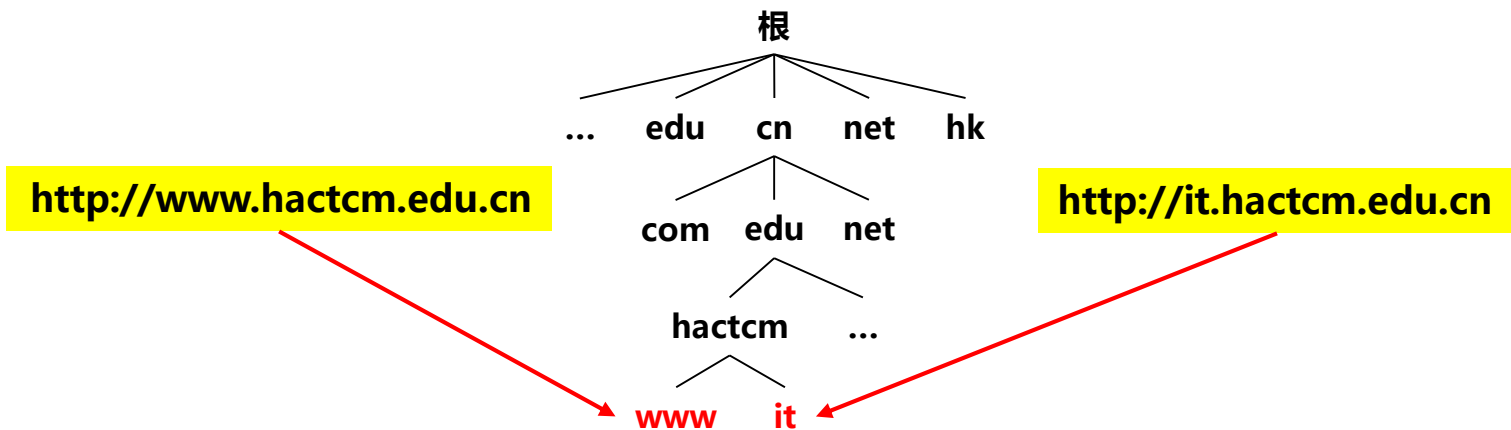 根
... edu cn net hk
http://www.hactcm.edu.cn
http://it.hactcm.edu.cn
com edu net
hactcm ...
www it